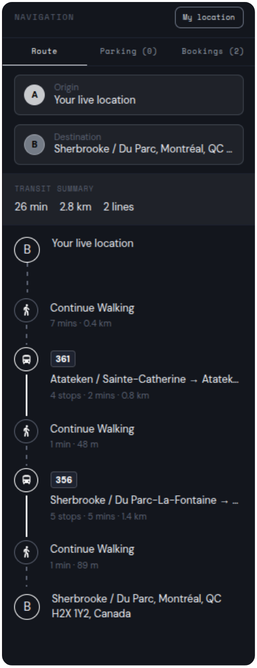 NAVIGATION
My location
Route
Parking (0)
Bookings (2)
A
Origin
Your live location
B
Destination
Sherbrooke / Du Parc, Montréal, QC ...
TRANSIT SUMMARY
26 min 2.8 km 2 lines
B
Your live location
Continue Walking
7 mins · 0.4 km
361
Atateken / Sainte-Catherine → Atatek...
4 stops · 2 mins · 0.8 km
Continue Walking
1 min · 48 m
356
Sherbrooke / Du Parc-La-Fontaine → ...
5 stops · 5 mins · 1.4 km
Continue Walking
1 min · 89 m
B
Sherbrooke / Du Parc, Montréal, QC
H2X 1Y2, Canada